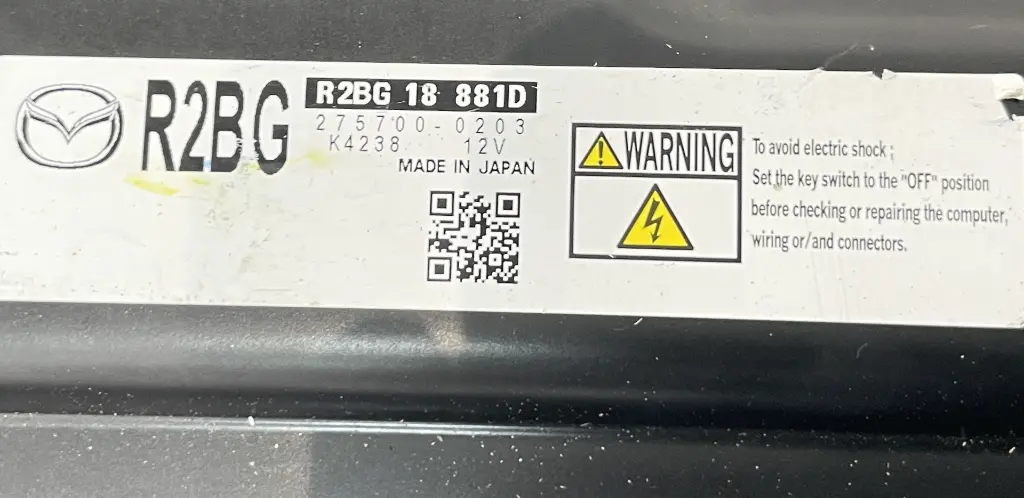 R2BG
R2BG 18 881D
275700-0203
K4238 12V
MADE IN JAPAN
WARNING
To avoid electric shock ;
Set the key switch to the "OFF" position
before checking or repairing the computer,
wiring or/and connectors.